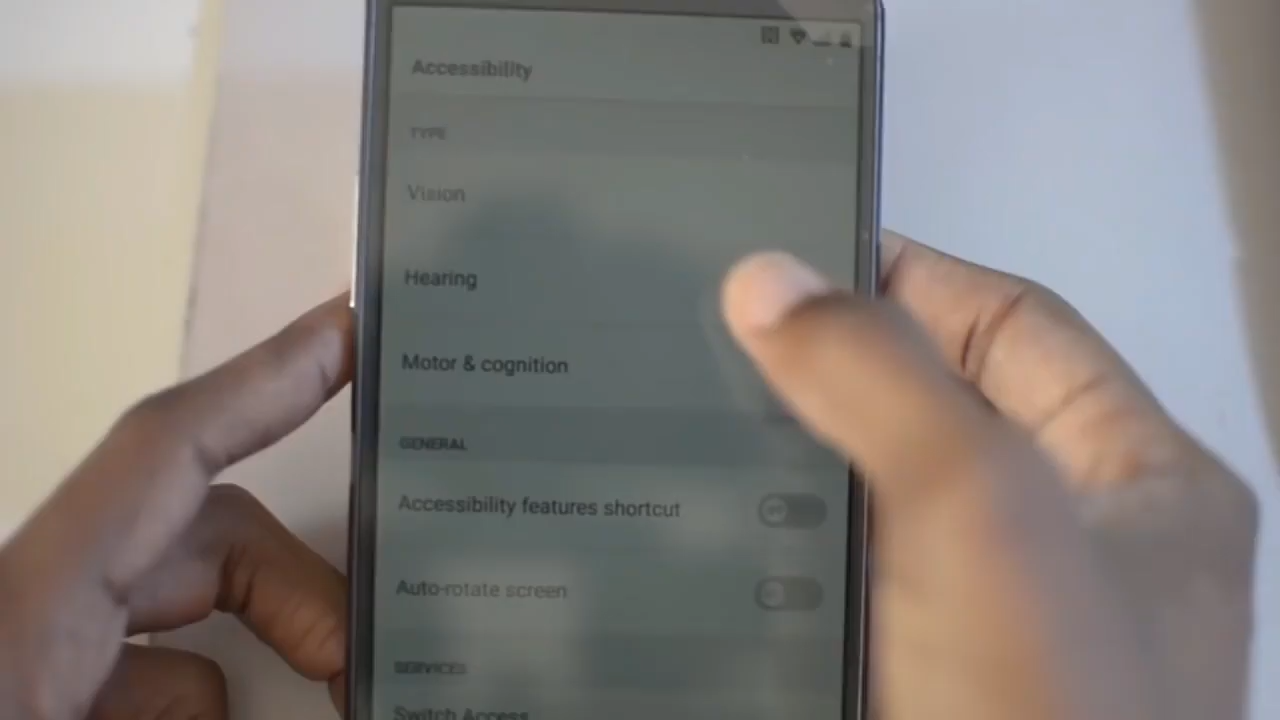 Accessibility
TYPE
Vision
Hearing
Motor & cognition
GENERAL
Accessibility features shortcut
Auto-rotate screen
SERVICES
Switch Access